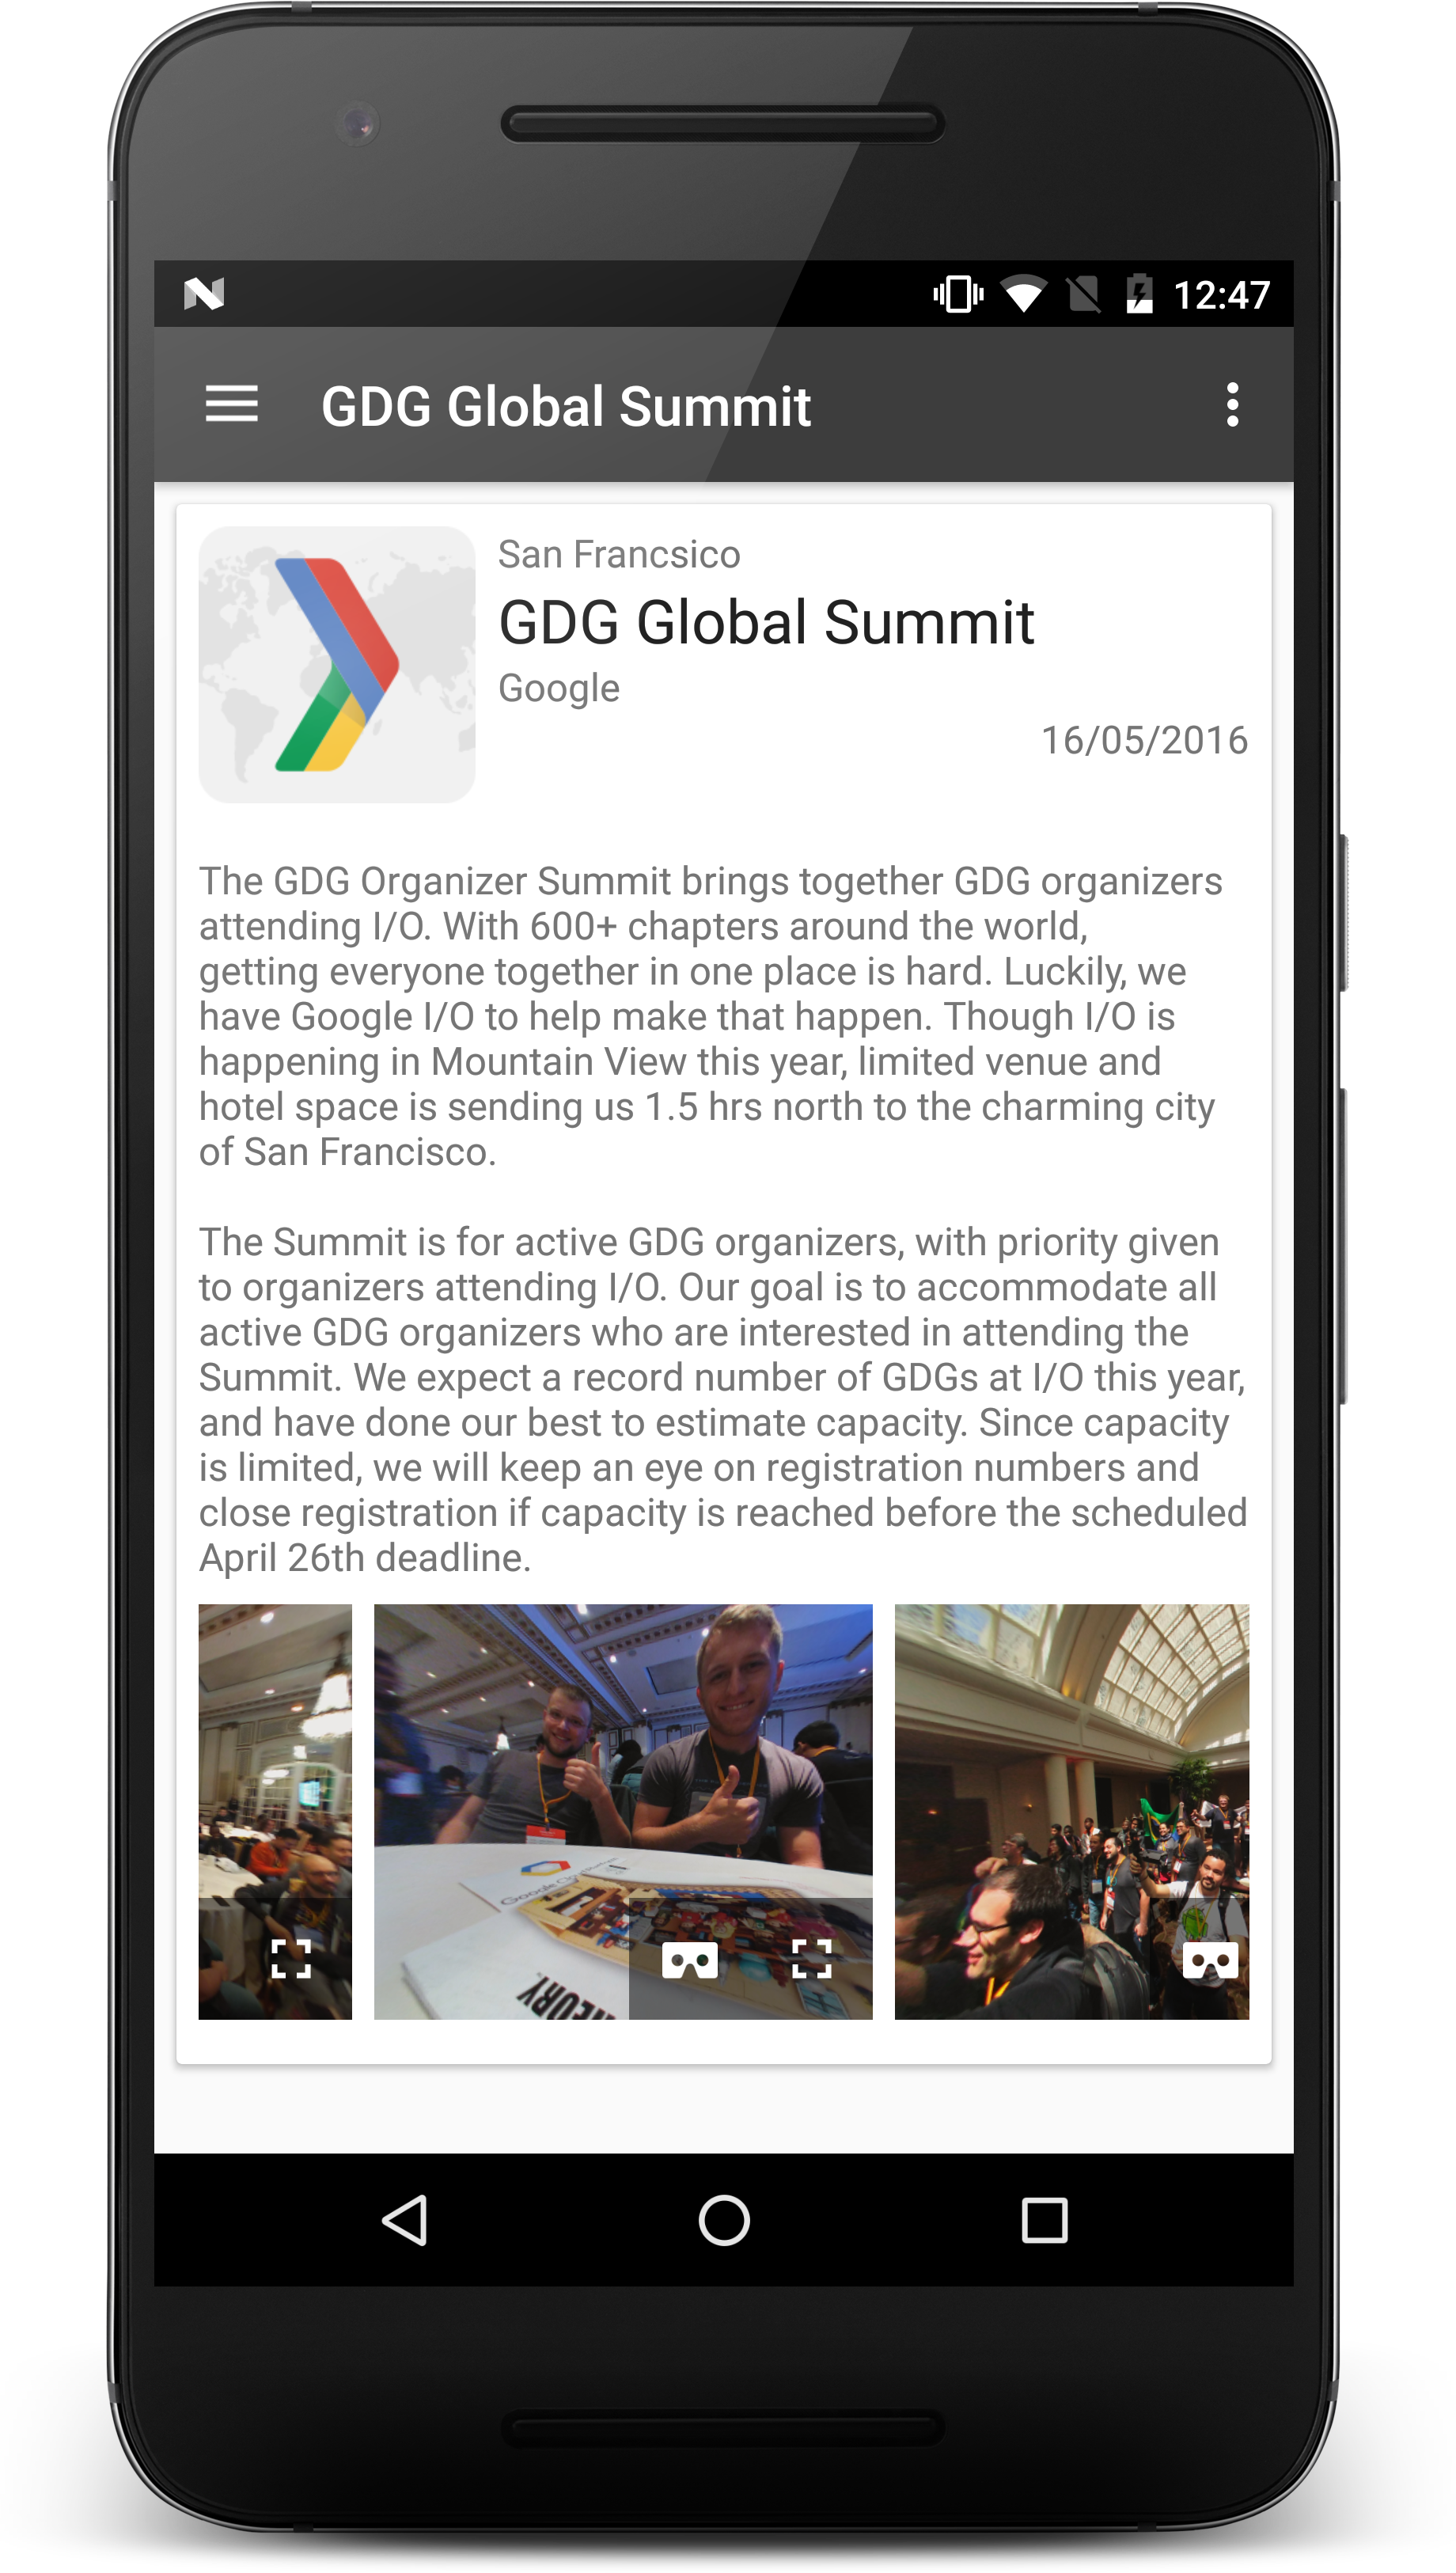 12:47
GDG Global Summit
San Francsico
GDG Global Summit
Google
16/05/2016
The GDG Organizer Summit brings together GDG organizers
attending I/O. With 600+ chapters around the world,
getting everyone together in one place is hard. Luckily, we
have Google I/O to help make that happen. Though I/O is
happening in Mountain View this year, limited venue and
hotel space is sending us 1.5 hrs north to the charming city
of San Francisco.
The Summit is for active GDG organizers, with priority given
to organizers attending I/O. Our goal is to accommodate all
active GDG organizers who are interested in attending the
Summit. We expect a record number of GDGs at I/O this year,
and have done our best to estimate capacity. Since capacity
is limited, we will keep an eye on registration numbers and
close registration if capacity is reached before the scheduled
April 26th deadline.
Google